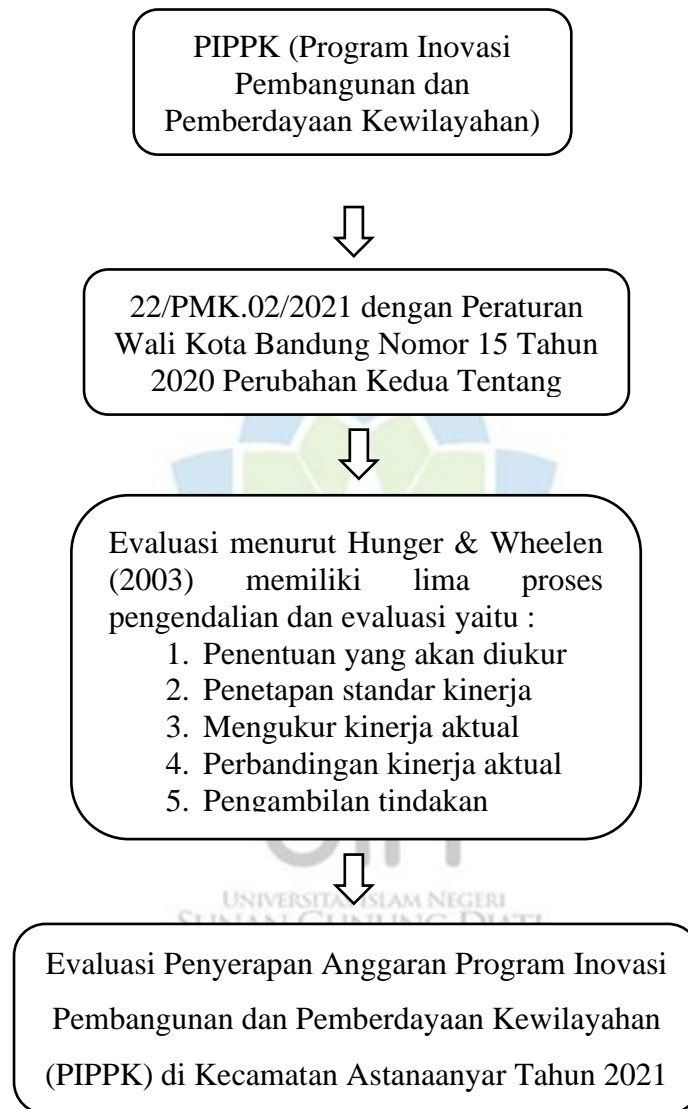 PIPPK (Program Inovasi
Pembangunan dan
Pemberdayaan Kewilayahan)
22/PMK.02/2021 dengan Peraturan
Wali Kota Bandung Nomor 15 Tahun
2020 Perubahan Kedua Tentang
Evaluasi menurut Hunger & Wheelen
(2003) memiliki lima proses
pengendalian dan evaluasi yaitu :
1. Penentuan yang akan diukur
2. Penetapan standar kinerja
3. Mengukur kinerja aktual
4. Perbandingan kinerja aktual
5. Pengambilan tindakan
UNIVERSITAS ISLAM NEGERI
SUNAN GUNUNG DJATI
Evaluasi Penyerapan Anggaran Program Inovasi
Pembangunan dan Pemberdayaan Kewilayahan
(PIPPK) di Kecamatan Astanaanyar Tahun 2021